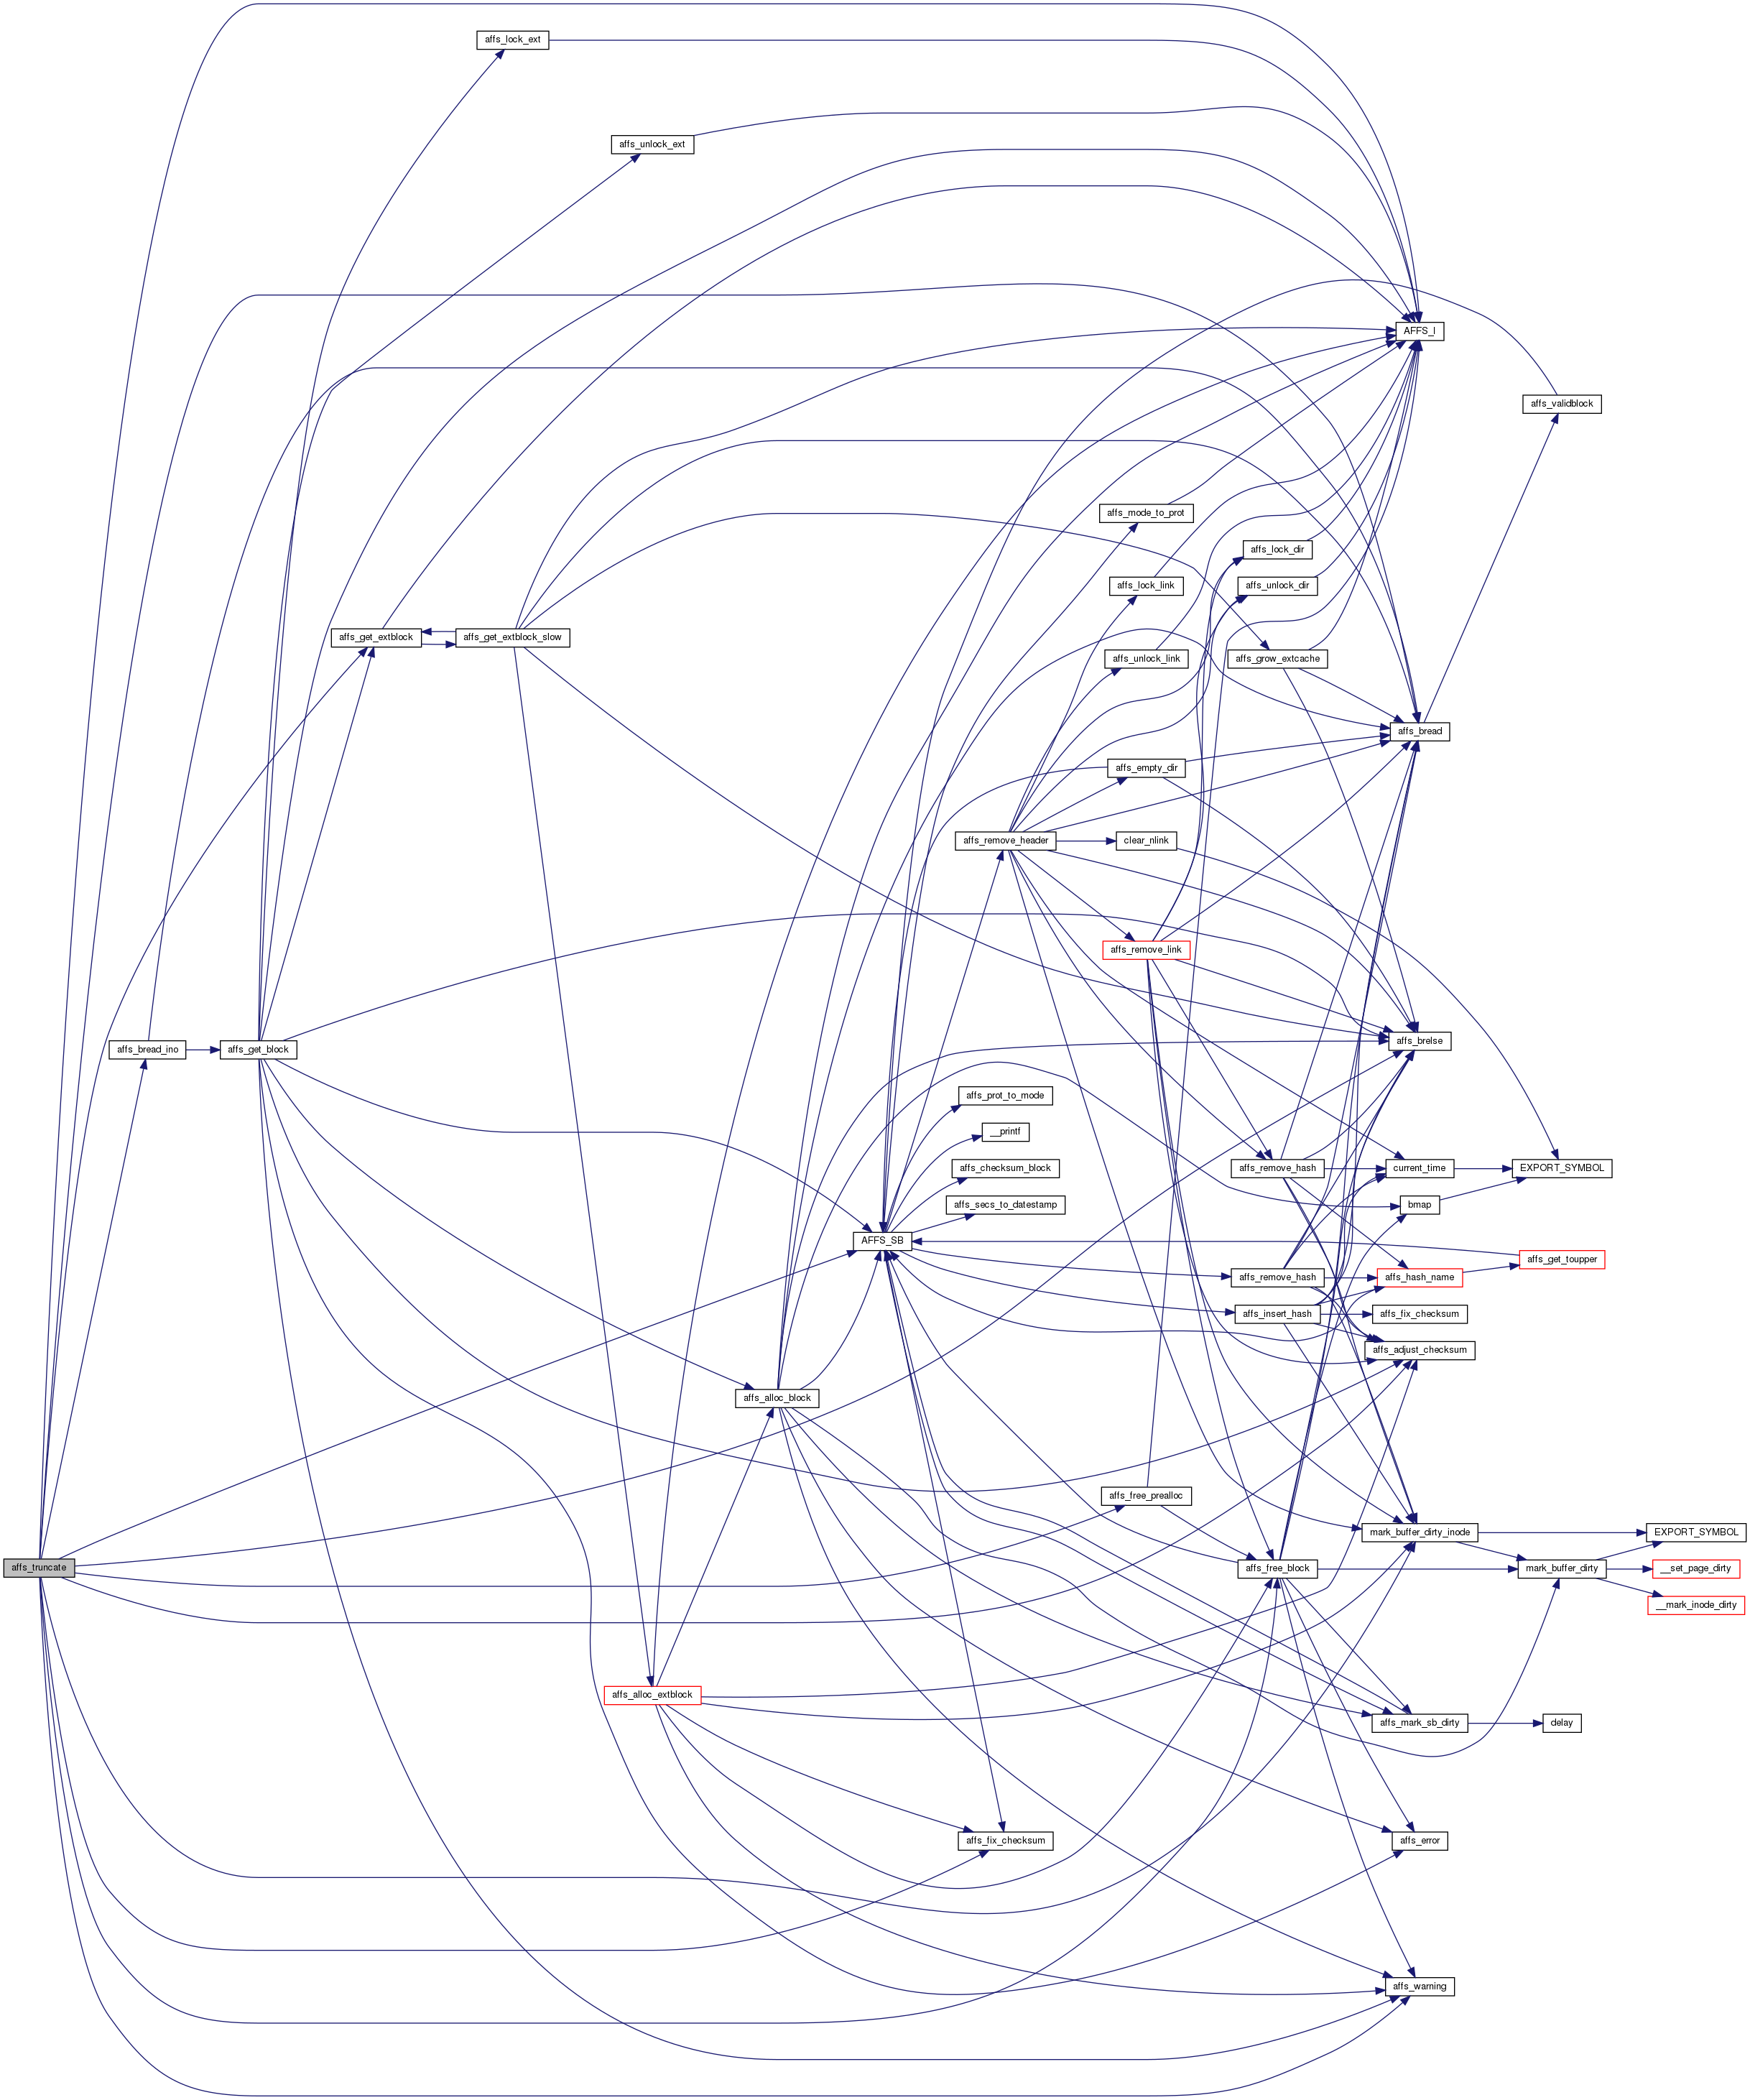 affs_lock_ext
affs_unlock_ext
AFFS_I
affs_validblock
affs_mode_to_prot
affs_lock_dir
affs_lock_link
affs_unlock_dir
affs_get_extblock
affs_get_extblock_slow
affs_unlock_link
affs_grow_extcache
affs_bread
affs_empty_dir
affs_remove_header
clear_nlink
affs_remove_link
affs_bread_ino
affs_get_block
affs_brelse
affs_prot_to_mode
__printf
affs_checksum_block
affs_remove_hash
current_time
EXPORT_SYMBOL
affs_secs_to_datestamp
bmap
AFFS_SB
affs_get_toupper
affs_remove_hash
affs_hash_name
affs_insert_hash
affs_fix_checksum
affs_adjust_checksum
affs_alloc_block
affs_free_prealloc
mark_buffer_dirty_inode
EXPORT_SYMBOL
affs_truncate
affs_free_block
mark_buffer_dirty
__set_page_dirty
__mark_inode_dirty
affs_alloc_extblock
affs_mark_sb_dirty
delay
affs_fix_checksum
affs_error
affs_warning